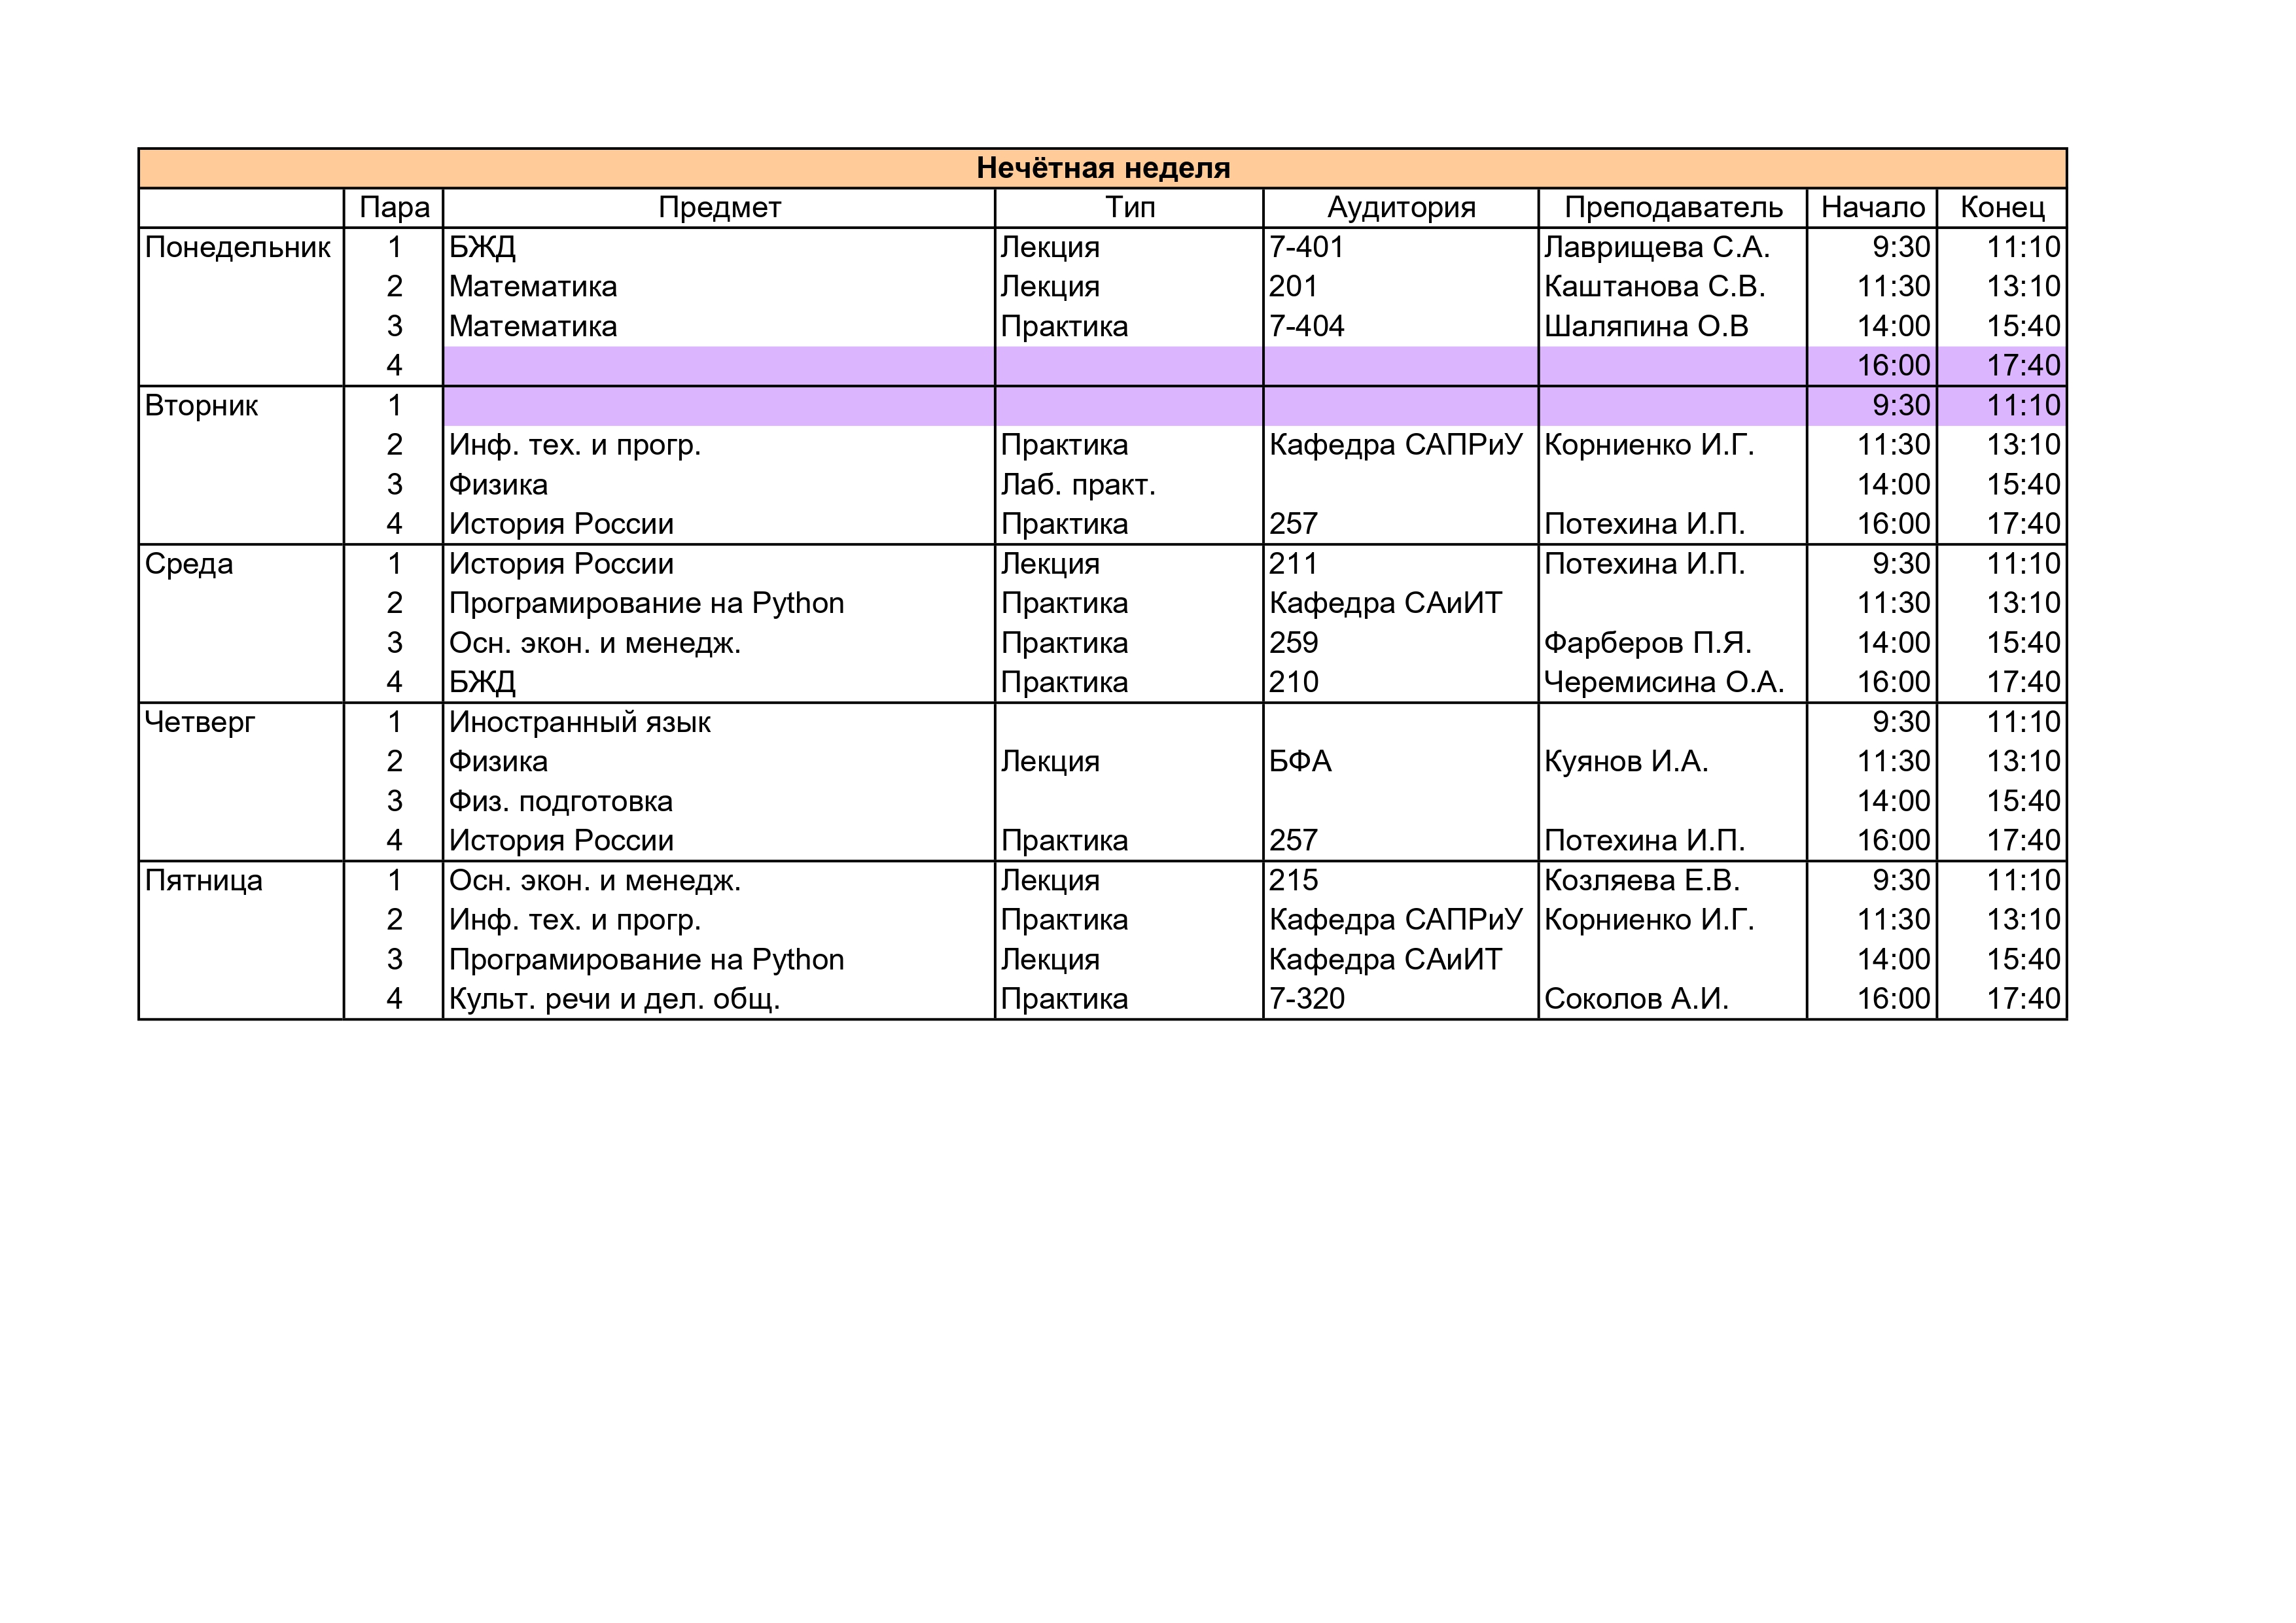 Нечётная неделя
Пара Предмет Тип Аудитория Преподаватель Начало Конец
Понедельник 1 БЖД Лекция 7-401 Лаврищева С.А. 9:30 11:10
2 Математика Лекция 201 Каштанова С.В. 11:30 13:10
3 Математика Практика 7-404 Шаляпина О.В 14:00 15:40
4 16:00 17:40
Вторник 1 9:30 11:10
2 Инф. тех. и прогр. Практика Кафедра САПРиУ Корниенко И.Г. 11:30 13:10
3 Физика Лаб. практ. 14:00 15:40
4 История России Практика 257 Потехина И.П. 16:00 17:40
Среда 1 История России Лекция 211 Потехина И.П. 9:30 11:10
2 Програмирование на Python Практика Кафедра САиИТ 11:30 13:10
3 Осн. экон. и менедж. Практика 259 Фарберов П.Я. 14:00 15:40
4 БЖД Практика 210 Черемисина О.А. 16:00 17:40
Четверг 1 Иностранный язык 9:30 11:10
2 Физика Лекция БФА Куянов И.А. 11:30 13:10
3 Физ. подготовка 14:00 15:40
4 История России Практика 257 Потехина И.П. 16:00 17:40
Пятница 1 Осн. экон. и менедж. Лекция 215 Козляева Е.В. 9:30 11:10
2 Инф. тех. и прогр. Практика Кафедра САПРиУ Корниенко И.Г. 11:30 13:10
3 Програмирование на Python Лекция Кафедра САиИТ 14:00 15:40
4 Культ. речи и дел. общ. Практика 7-320 Соколов А.И. 16:00 17:40